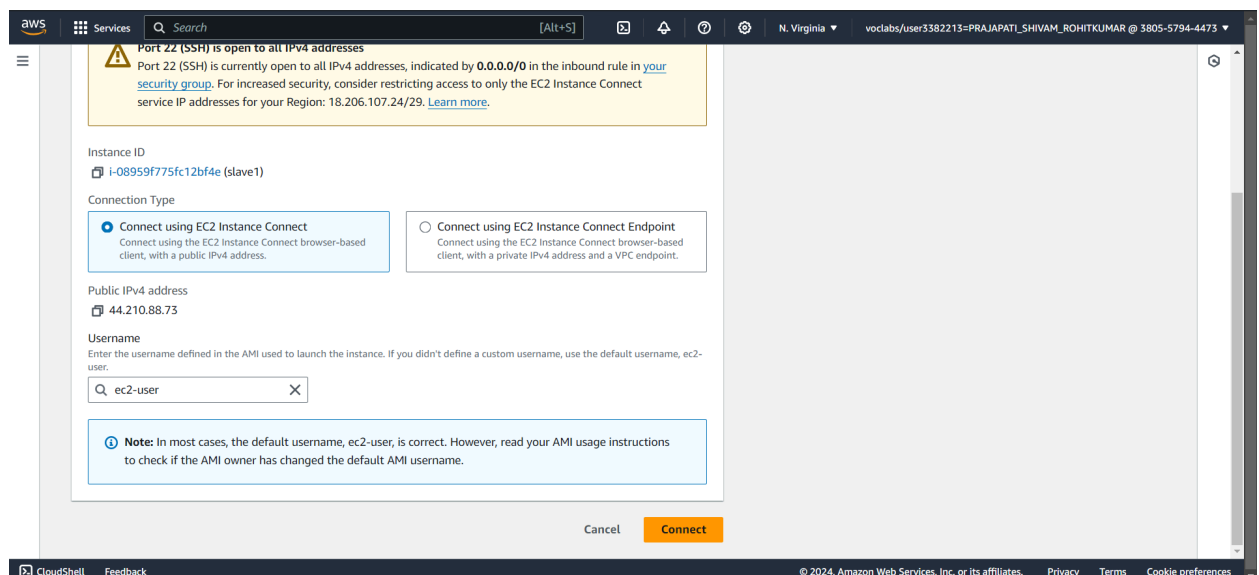 aws
Services
Search
[Alt+S]
N. Virginia
voclabs/user3382213=PRAJAPATI_SHIVAM_ROHITKUMAR @ 3805-5794-4473
Port 22 (SSH) is open to all IPv4 addresses
Port 22 (SSH) is currently open to all IPv4 addresses, indicated by 0.0.0.0/0 in the inbound rule in your
security group. For increased security, consider restricting access to only the EC2 Instance Connect
service IP addresses for your Region: 18.206.107.24/29. Learn more.
Instance ID
i-08959f775fc12bf4e (slave1)
Connection Type
Connect using EC2 Instance Connect
Connect using the EC2 Instance Connect browser-based
client, with a public IPv4 address.
Connect using EC2 Instance Connect Endpoint
Connect using the EC2 Instance Connect browser-based
client, with a private IPv4 address and a VPC endpoint.
Public IPv4 address
44.210.88.73
Username
Enter the username defined in the AMI used to launch the instance. If you didn't define a custom username, use the default username, ec2-
user.
ec2-user
Note: In most cases, the default username, ec2-user, is correct. However, read your AMI usage instructions
to check if the AMI owner has changed the default AMI username.
Cancel
Connect
CloudShell
Feedback
© 2024, Amazon Web Services, Inc. or its affiliates.
Privacy
Terms
Cookie preferences